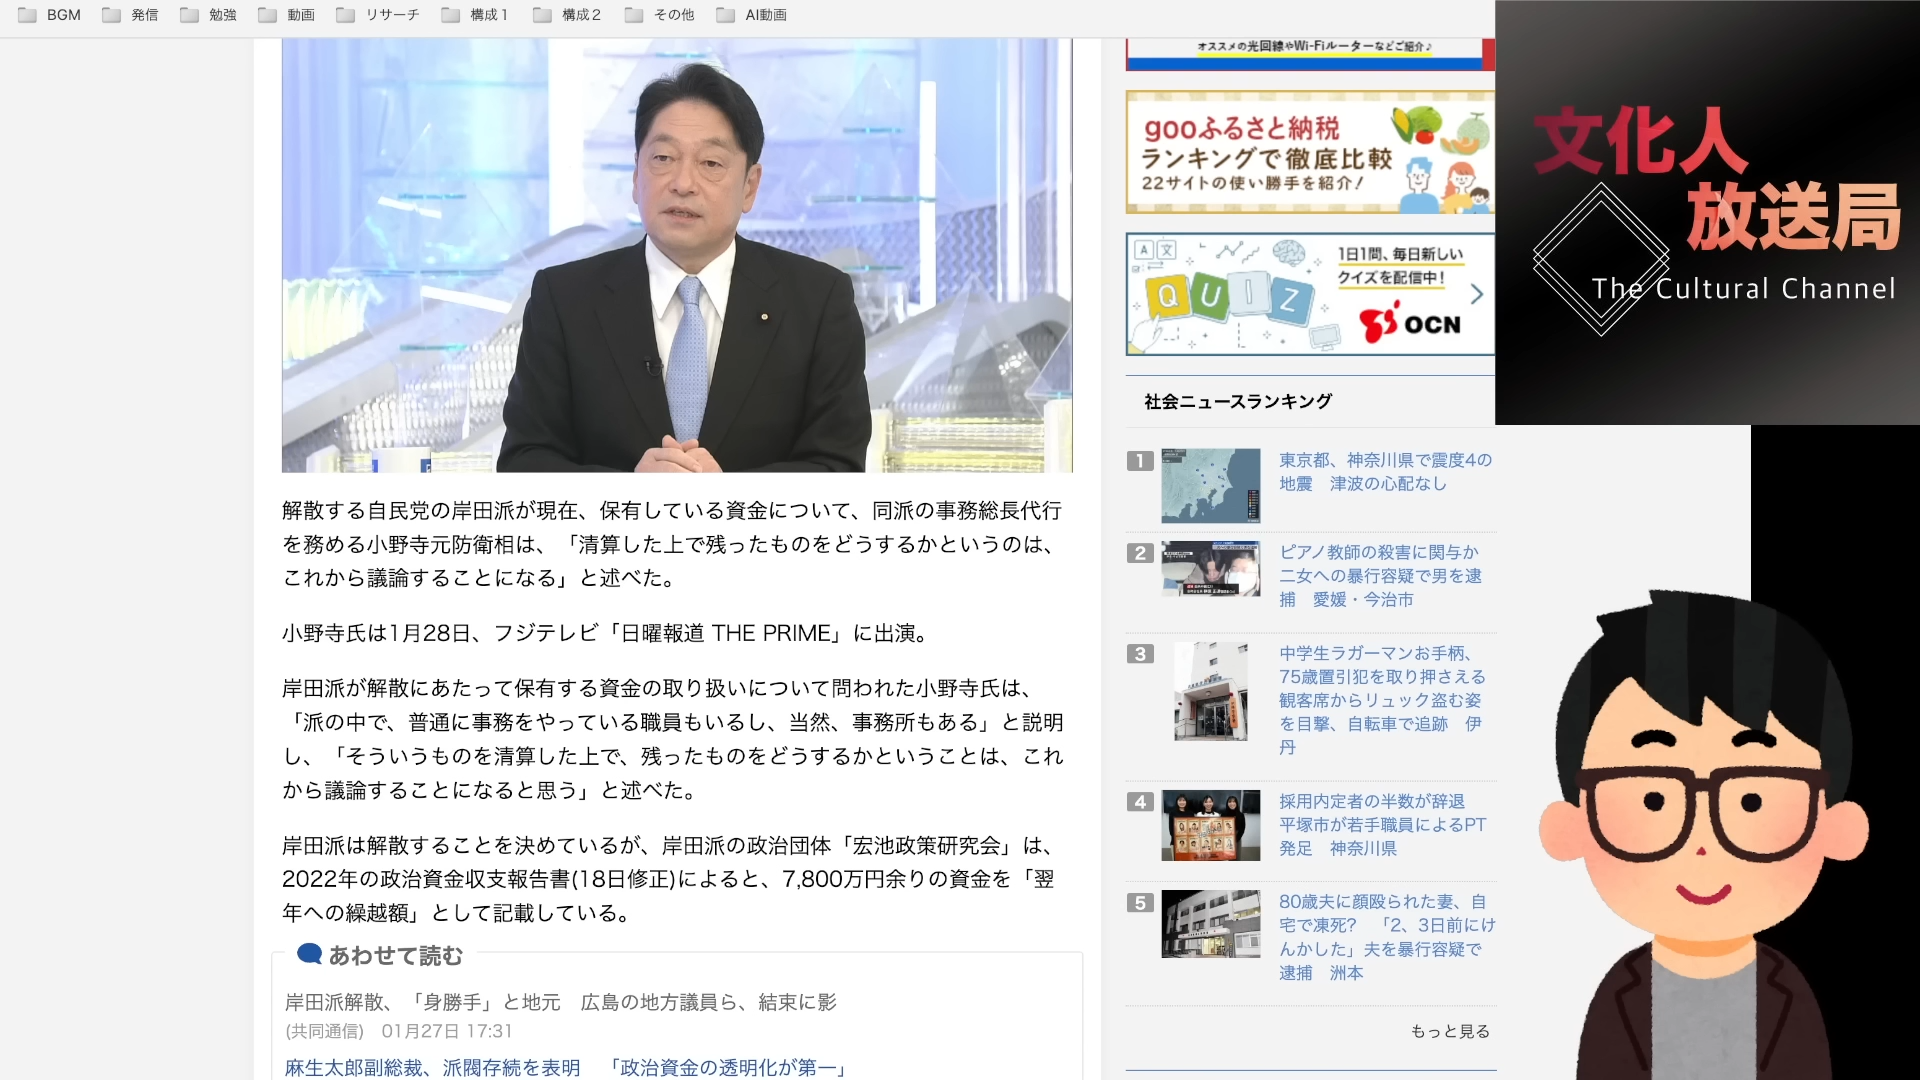 BGM 発信 勉強 動画 リサーチ 構成1 構成2 その他 AI動画
解散する自民党の岸田派が現在、保有している資金について、同派の事務総長代行
を務める小野寺元防衛相は、「清算した上で残ったものをどうするかというのは、
これから議論することになる」と述べた。
小野寺氏は1月28日、フジテレビ「日曜報道 THE PRIME」に出演。
岸田派が解散にあたって保有する資金の取り扱いについて問われた小野寺氏は、
「派の中で、普通に事務をやっている職員もいるし、当然、事務所もある」と説明
し、「そういうものを清算した上で、残ったものをどうするかということは、これ
から議論することになると思う」と述べた。
岸田派は解散することを決めているが、岸田派の政治団体「宏池政策研究会」は、
2022年の政治資金収支報告書(18日修正)によると、7,800万円余りの資金を「翌
年への繰越額」として記載している。
あわせて読む
岸田派解散、「身勝手」と地元 広島の地方議員ら、結束に影
(共同通信) 01月27日 17:31
麻生太郎副総裁、派閥存続を表明 「政治資金の透明化が第一」
オススメの光回線やWi-Fiルーターなどご紹介♪
gooふるさと納税
ランキングで徹底比較
22サイトの使い勝手を紹介!
A 文
QUIZ
1日1問、毎日新しい
クイズを配信中!
OCN
社会ニュースランキング
1
東京都、神奈川県で震度4の
地震 津波の心配なし
2
ピアノ教師の殺害に関与か
二女への暴行容疑で男を逮
捕 愛媛・今治市
3
中学生ラガーマンお手柄、
75歳置引犯を取り押さえる
観客席からリュック盗む姿
を目撃、自転車で追跡 伊
丹
4
採用内定者の半数が辞退
平塚市が若手職員によるPT
発足 神奈川県
5
80歳夫に顔殴られた妻、自
宅で凍死? 「2、3日前にけ
んかした」夫を暴行容疑で
逮捕 洲本
もっと見る
文化人
放送局
The Cultural Channel